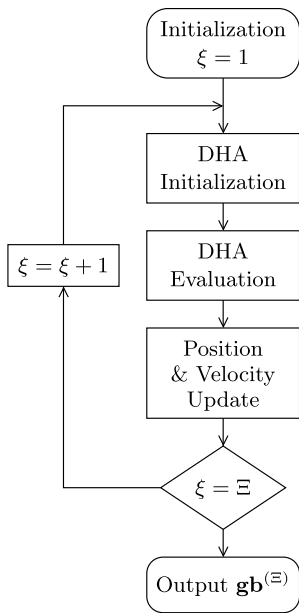 Initialization
ξ = 1
DHA
Initialization
ξ = ξ + 1
DHA
Evaluation
Position
& Velocity
Update
ξ = Ξ
Output gb^(Ξ)